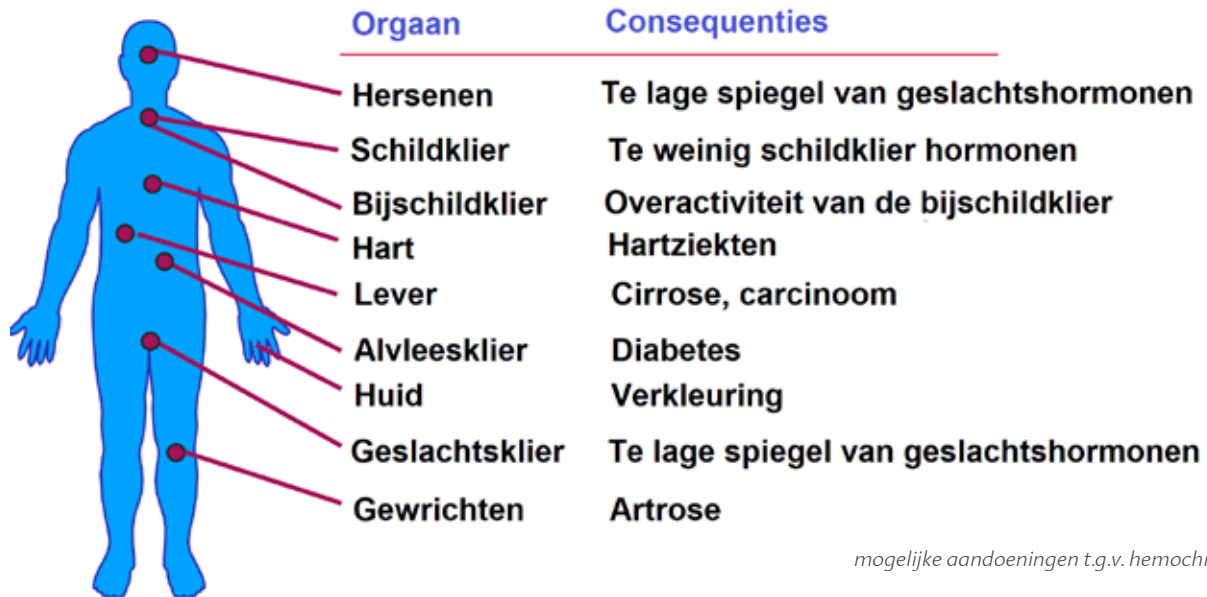 Orgaan Consequenties
Hersenen Te lage spiegel van geslachtshormonen
Schildklier Te weinig schildklier hormonen
Bijschildklier Overactiviteit van de bijschildklier
Hart Hartziekten
Lever Cirrose, carcinoom
Alvleesklier Diabetes
Huid Verkleuring
Geslachtsklier Te lage spiegel van geslachtshormonen
Gewrichten Artrose
mogelijke aandoeningen t.g.v.